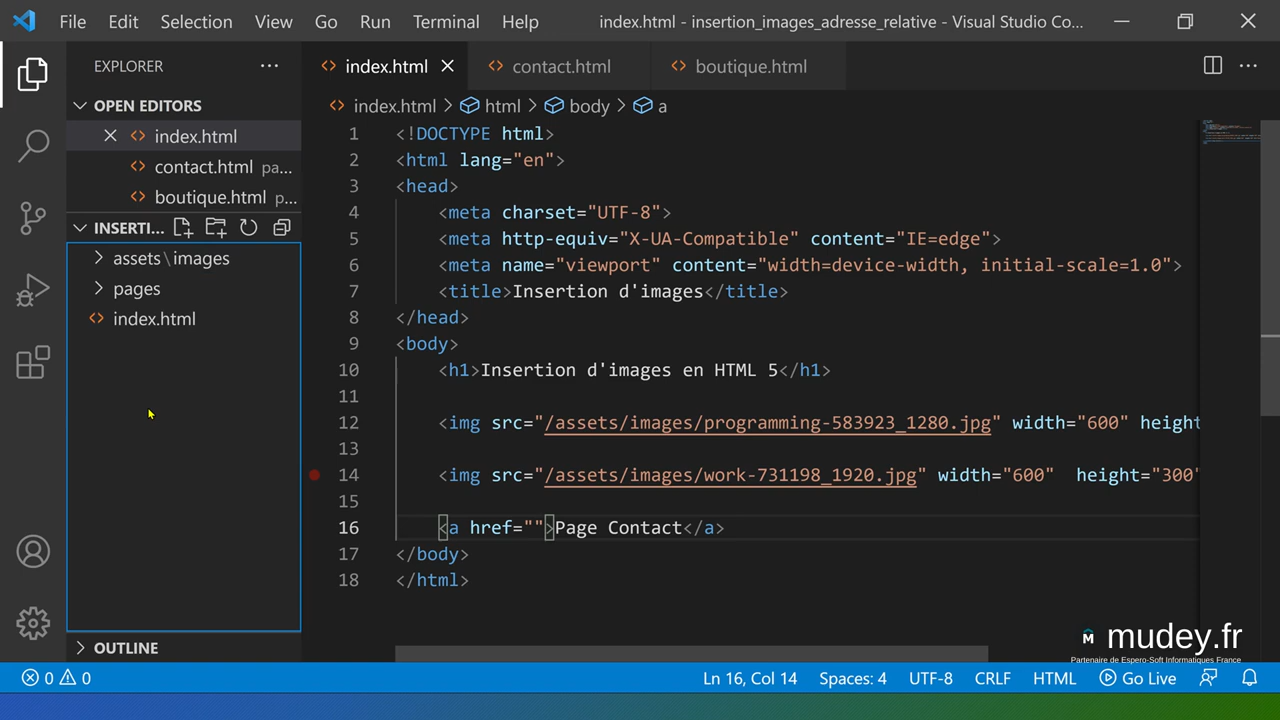 File Edit Selection View Go Run Terminal Help index.html - insertion_images_adresse_relative - Visual Studio Co...
EXPLORER
index.html contact.html boutique.html
OPEN EDITORS
index.html
contact.html pa...
boutique.html p...
INSERTI...
assets\images
pages
index.html
OUTLINE
index.html > html > body > a
1 <!DOCTYPE html>
2 <html lang="en">
3 <head>
4 <meta charset="UTF-8">
5 <meta http-equiv="X-UA-Compatible" content="IE=edge">
6 <meta name="viewport" content="width=device-width, initial-scale=1.0">
7 <title>Insertion d'images</title>
8 </head>
9 <body>
10 <h1>Insertion d'images en HTML 5</h1>
11
12 <img src="/assets/images/programming-583923_1280.jpg" width="600" height
13
14 <img src="/assets/images/work-731198_1920.jpg" width="600" height="300"
15
16 <a href="">Page Contact</a>
17 </body>
18 </html>
M mudey.fr
Partenaire de Espero-Soft Informatiques France
0 0 Ln 16, Col 14 Spaces: 4 UTF-8 CRLF HTML Go Live